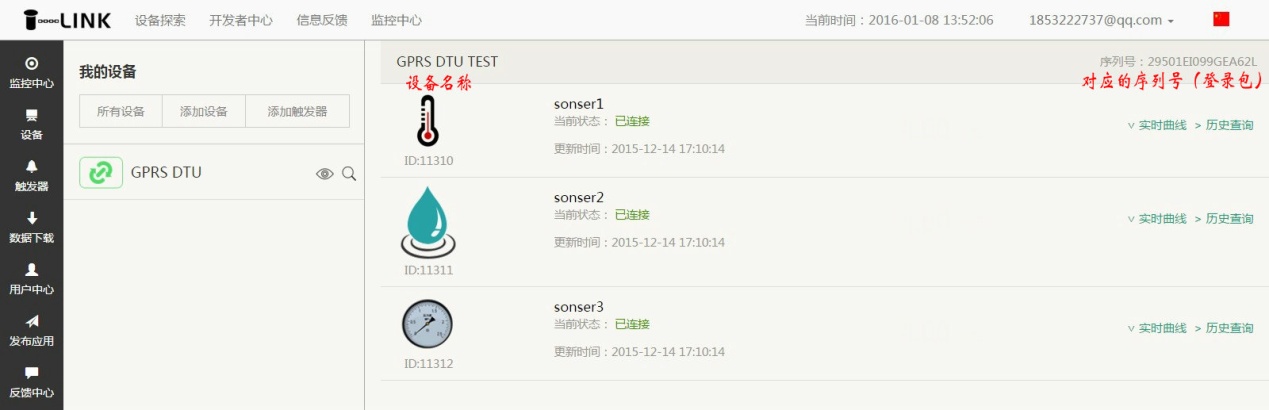 LINK 设备探索 开发者中心 信息反馈 监控中心 当前时间：2016-01-08 13:52:06 1853222737@qq.com
监控中心
设备
触发器
数据下载
用户中心
发布应用
反馈中心
我的设备
所有设备 添加设备 添加触发器
GPRS DTU
GPRS DTU TEST 序列号：29501EI099GEA62L
设备名称 对应的序列号（登录包）
sonser1
当前状态： 已连接
∨ 实时曲线 > 历史查询
更新时间：2015-12-14 17:10:14
ID:11310
sonser2
当前状态： 已连接
∨ 实时曲线 > 历史查询
更新时间：2015-12-14 17:10:14
ID:11311
sonser3
当前状态： 已连接
∨ 实时曲线 > 历史查询
更新时间：2015-12-14 17:10:14
ID:11312